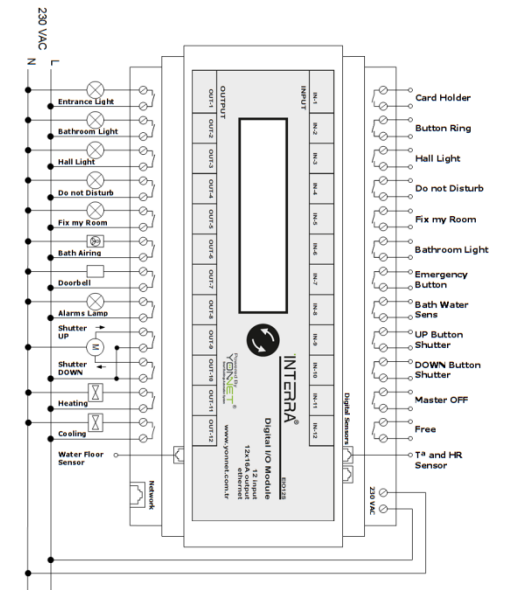 230 VAC
N
L
Entrance Light
Bathroom Light
Hall Light
Do not Disturb
Fix my Room
Bath Airing
Doorbell
Alarms Lamp
Shutter
UP
M
Shutter
DOWN
Heating
Cooling
Water Floor
Sensor
Network
OUTPUT
OUT-1
OUT-2
OUT-3
OUT-4
OUT-5
OUT-6
OUT-7
OUT-8
OUT-9
OUT-10
OUT-11
OUT-12
INPUT
IN-1
IN-2
IN-3
IN-4
IN-5
IN-6
IN-7
IN-8
IN-9
IN-10
IN-11
IN-12
INTERRA®
Powered By
YONNET®
Digital I/O Module
12 input
12x16A output
ethernet
www.yonnet.com.tr
Digital Sensors
230 VAC
Card Holder
Button Ring
Hall Light
Do not Disturb
Fix my Room
Bathroom Light
Emergency
Button
Bath Water
Sens
UP Button
Shutter
DOWN Button
Shutter
Master OFF
Free
Tª and HR
Sensor